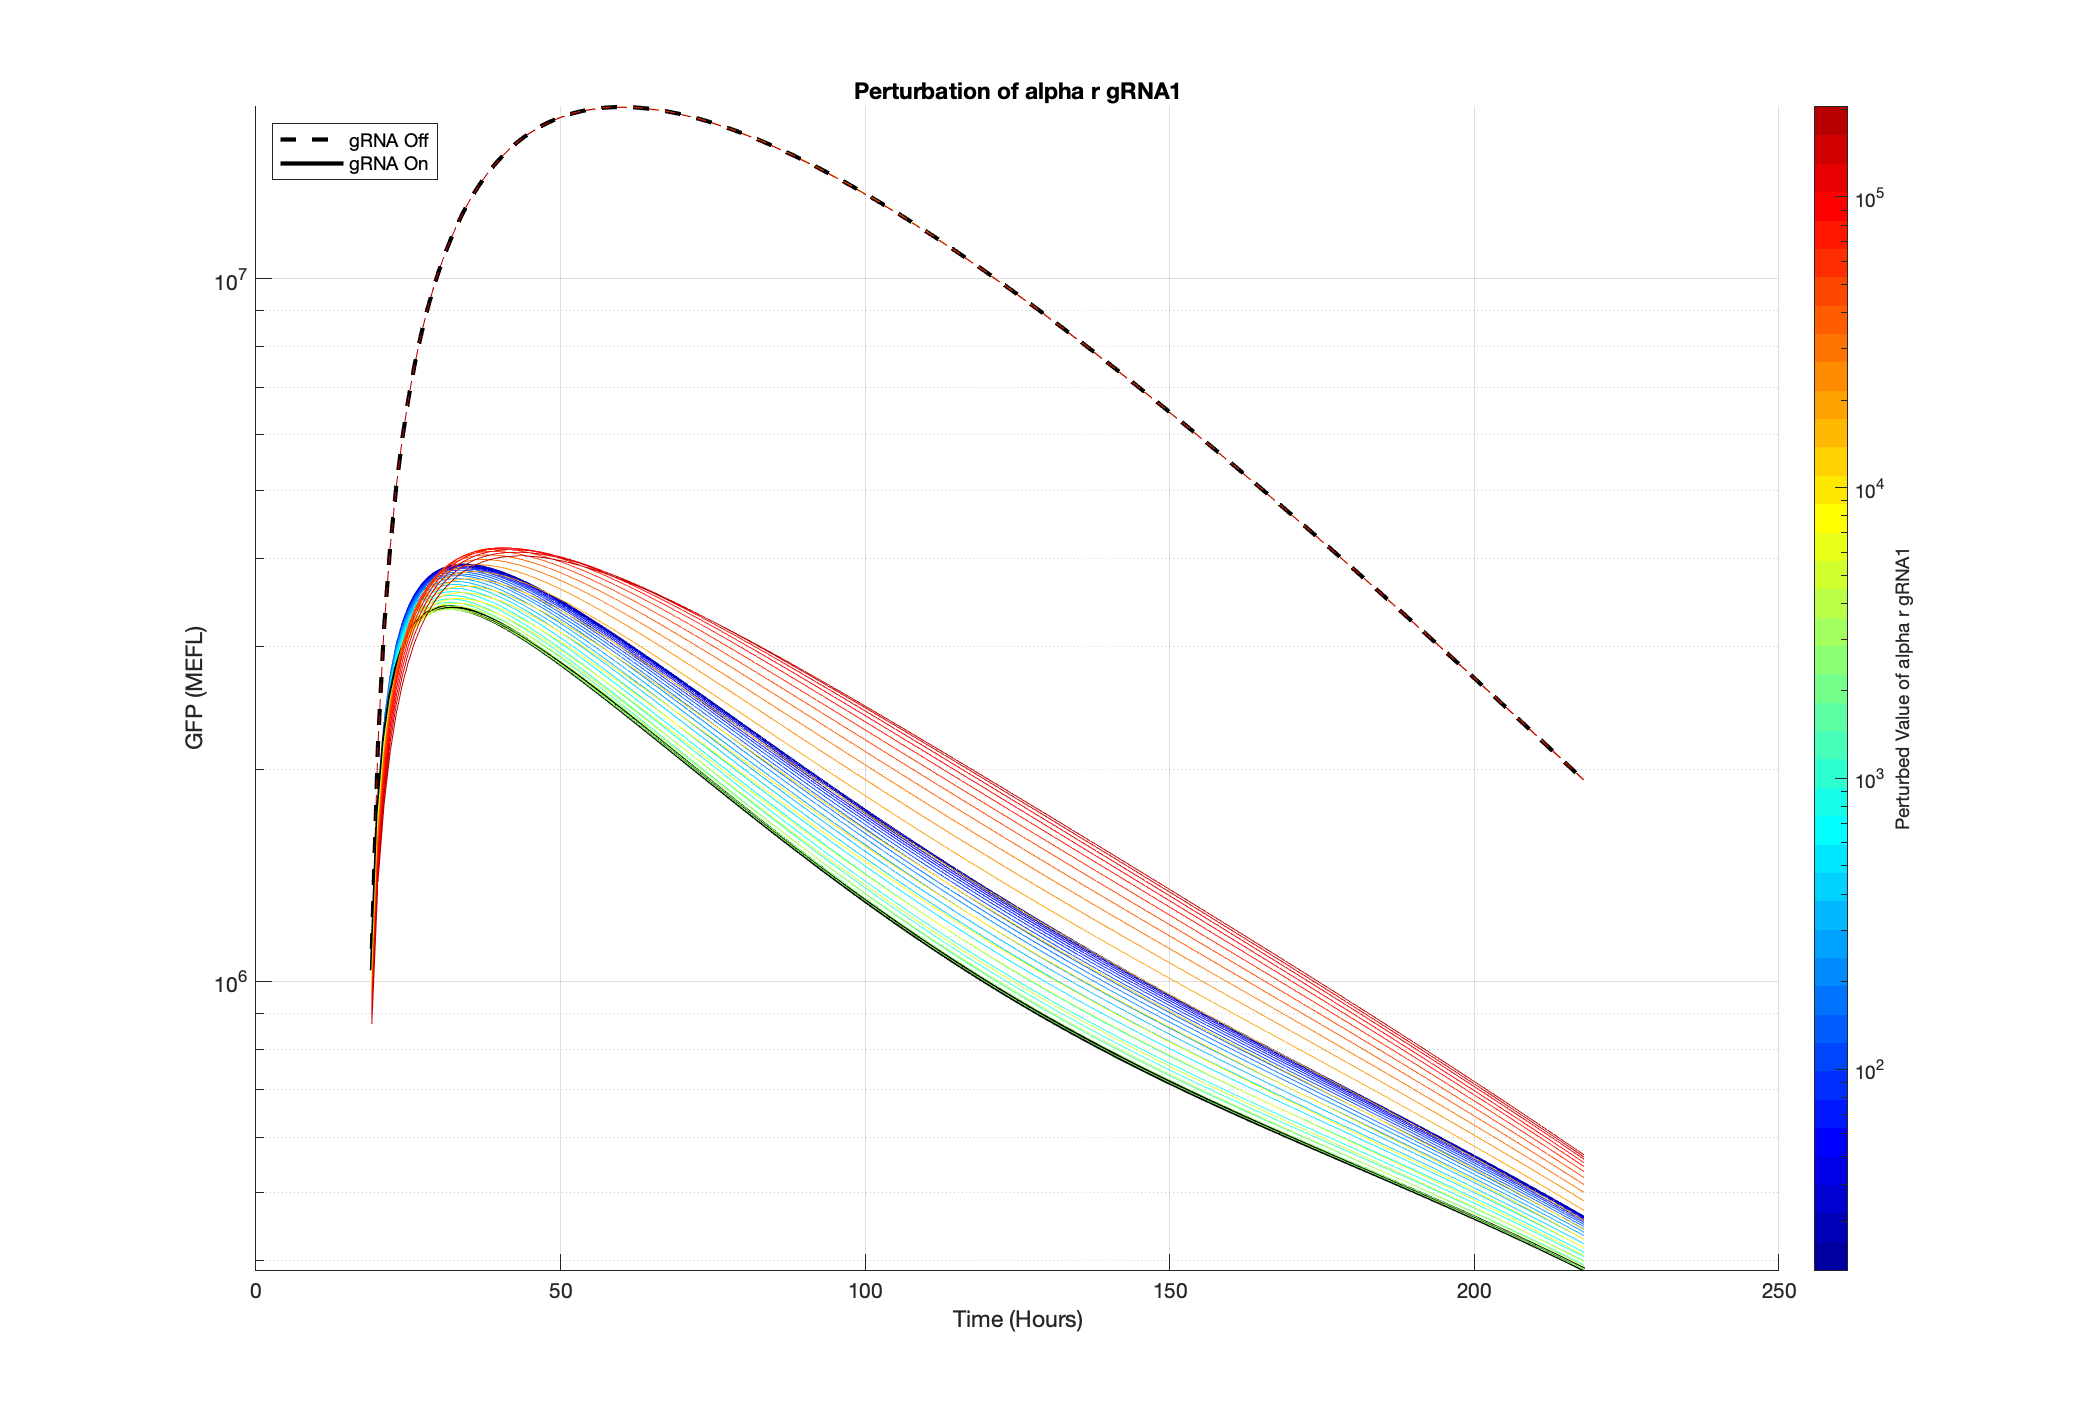 Perturbation of alpha r gRNA1
gRNA Off
gRNA On
10^7
10^6
GFP (MEFL)
0 50 100 150 200 250
Time (Hours)
10^5
10^4
10^3
10^2
Perturbed Value of alpha r gRNA1